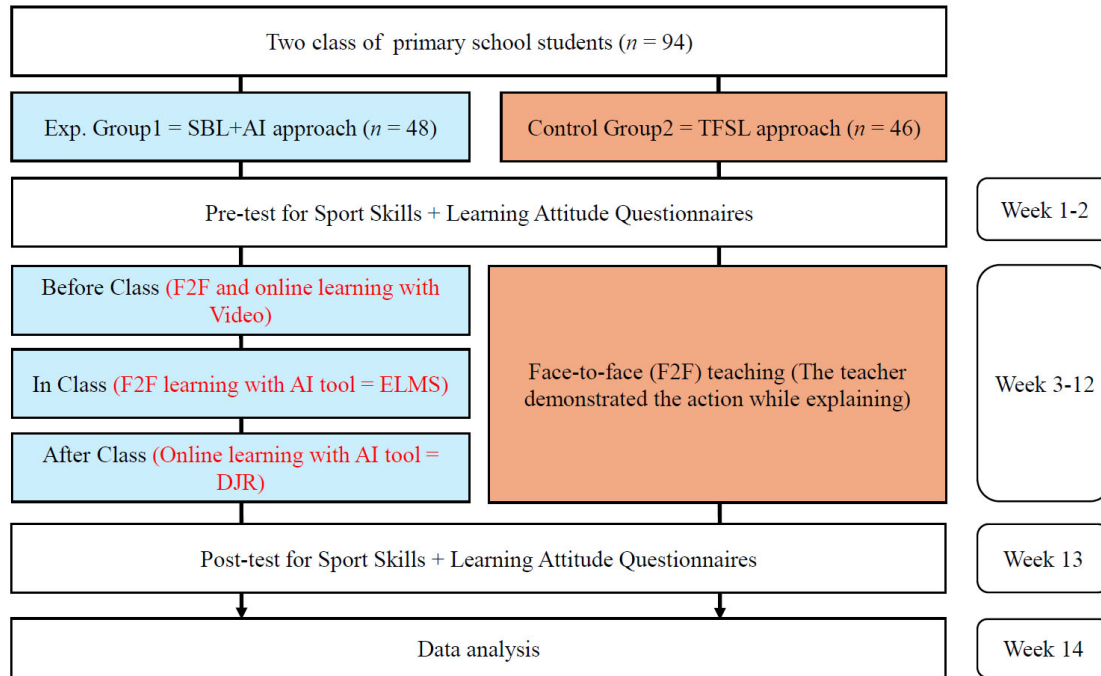 Two class of primary school students (n = 94)
Exp. Group1 = SBL+AI approach (n = 48)
Control Group2 = TFSL approach (n = 46)
Pre-test for Sport Skills + Learning Attitude Questionnaires
Week 1-2
Before Class (F2F and online learning with
Video)
In Class (F2F learning with AI tool = ELMS)
After Class (Online learning with AI tool =
DJR)
Face-to-face (F2F) teaching (The teacher
demonstrated the action while explaining)
Week 3-12
Post-test for Sport Skills + Learning Attitude Questionnaires
Week 13
Data analysis
Week 14